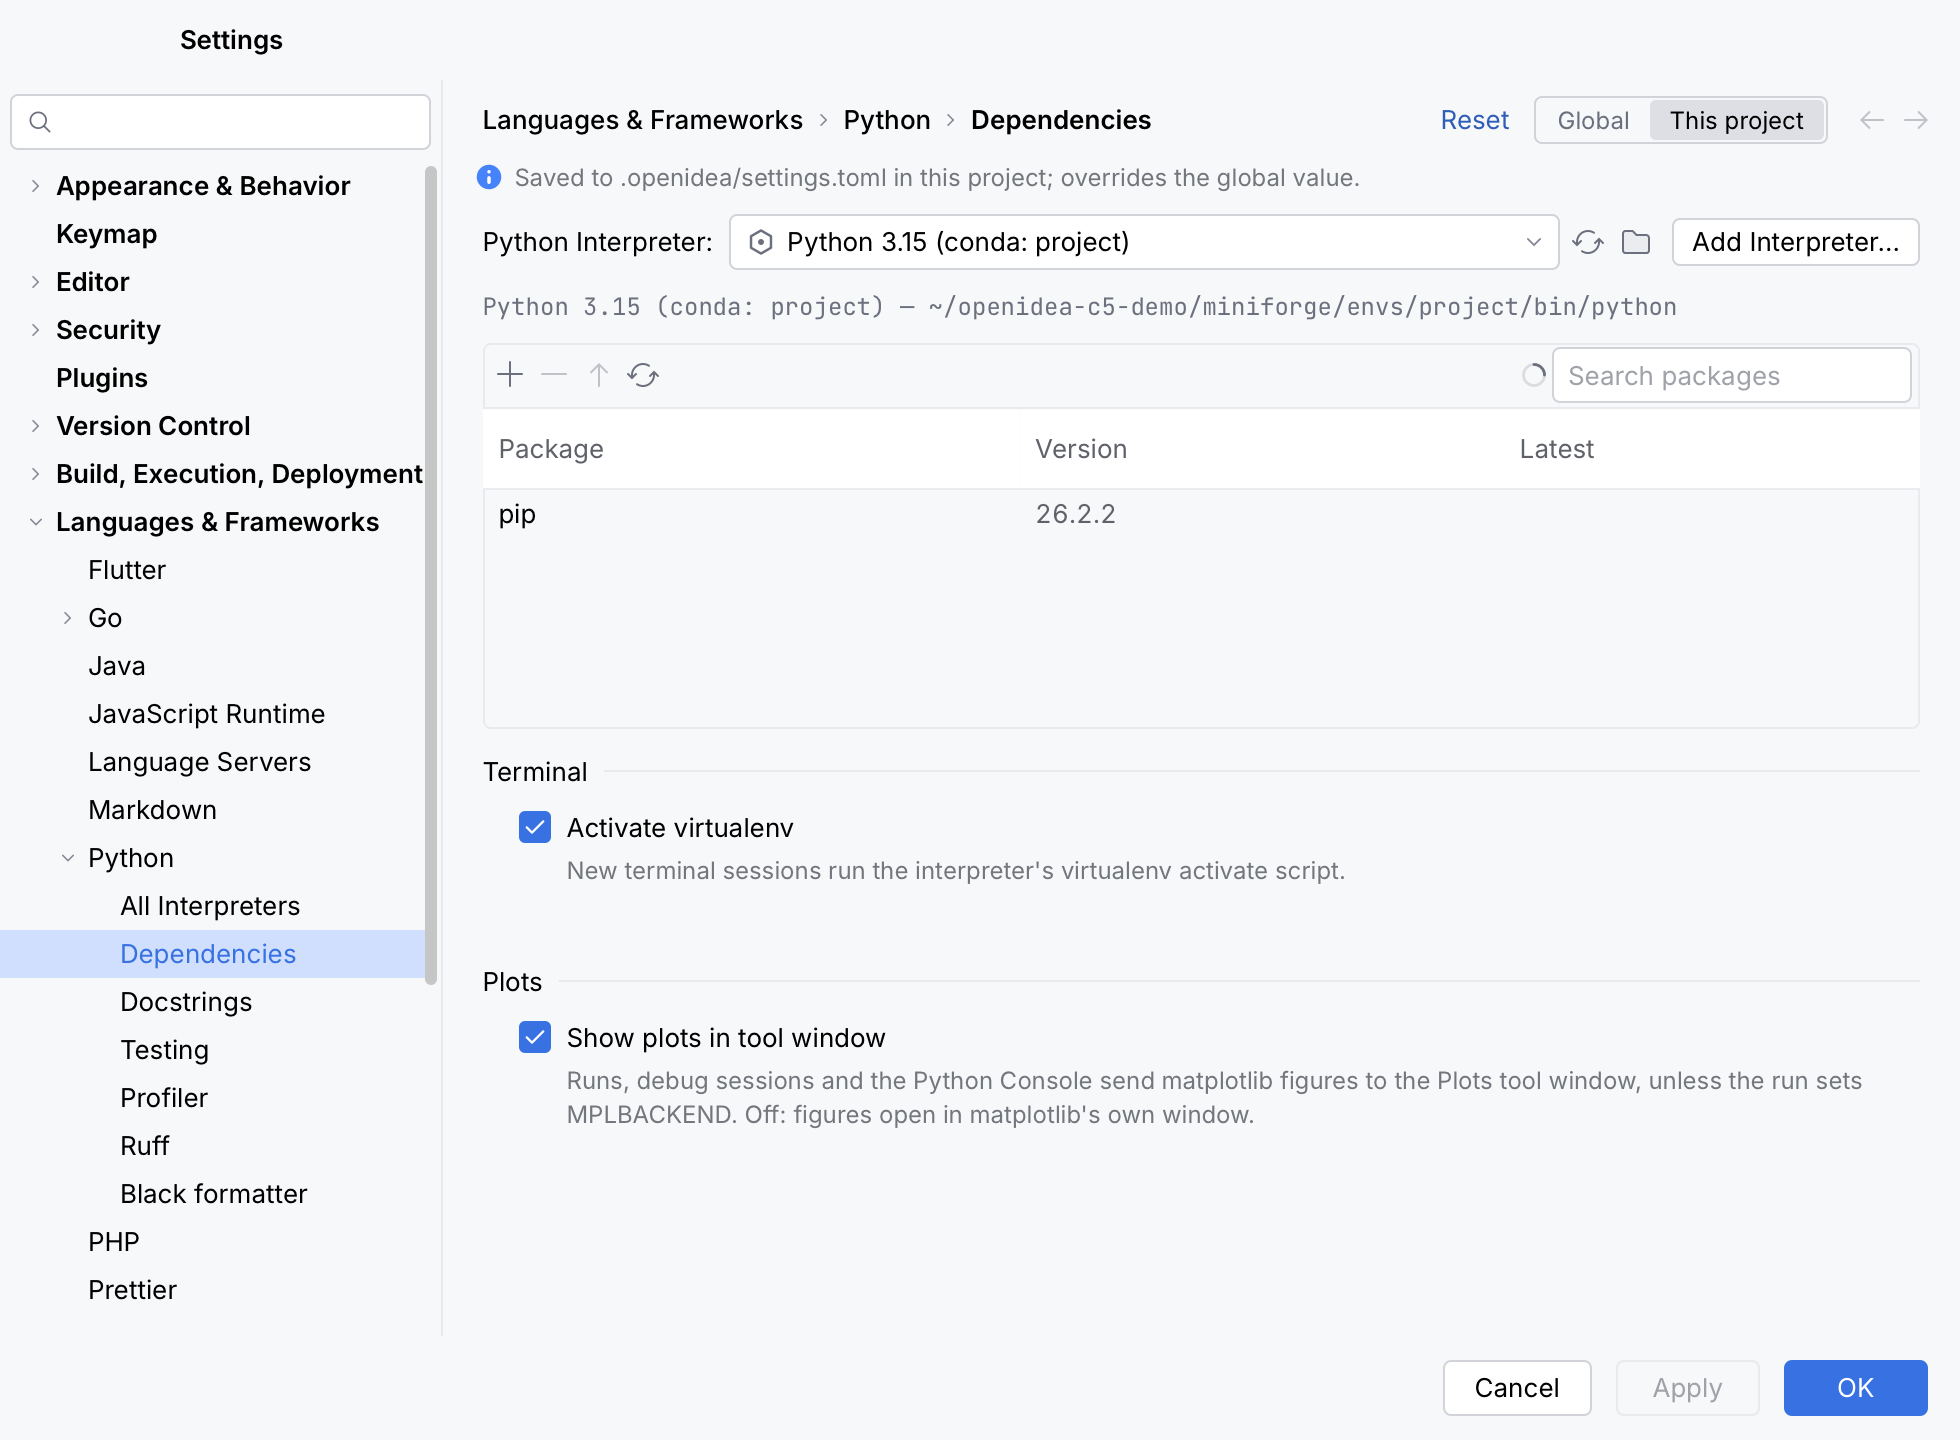 Settings
Languages & Frameworks › Python › Dependencies
Reset
Global
This project
Saved to .openidea/settings.toml in this project; overrides the global value.
Python Interpreter:
Python 3.15 (conda: project)
Add Interpreter...
Python 3.15 (conda: project) — ~/openidea-c5-demo/miniforge/envs/project/bin/python
Search packages
Package Version Latest
pip 26.2.2
Terminal
Activate virtualenv
New terminal sessions run the interpreter's virtualenv activate script.
Plots
Show plots in tool window
Runs, debug sessions and the Python Console send matplotlib figures to the Plots tool window, unless the run sets
MPLBACKEND. Off: figures open in matplotlib's own window.
Appearance & Behavior
Keymap
Editor
Security
Plugins
Version Control
Build, Execution, Deployment
Languages & Frameworks
Flutter
Go
Java
JavaScript Runtime
Language Servers
Markdown
Python
All Interpreters
Dependencies
Docstrings
Testing
Profiler
Ruff
Black formatter
PHP
Prettier
Cancel
Apply
OK